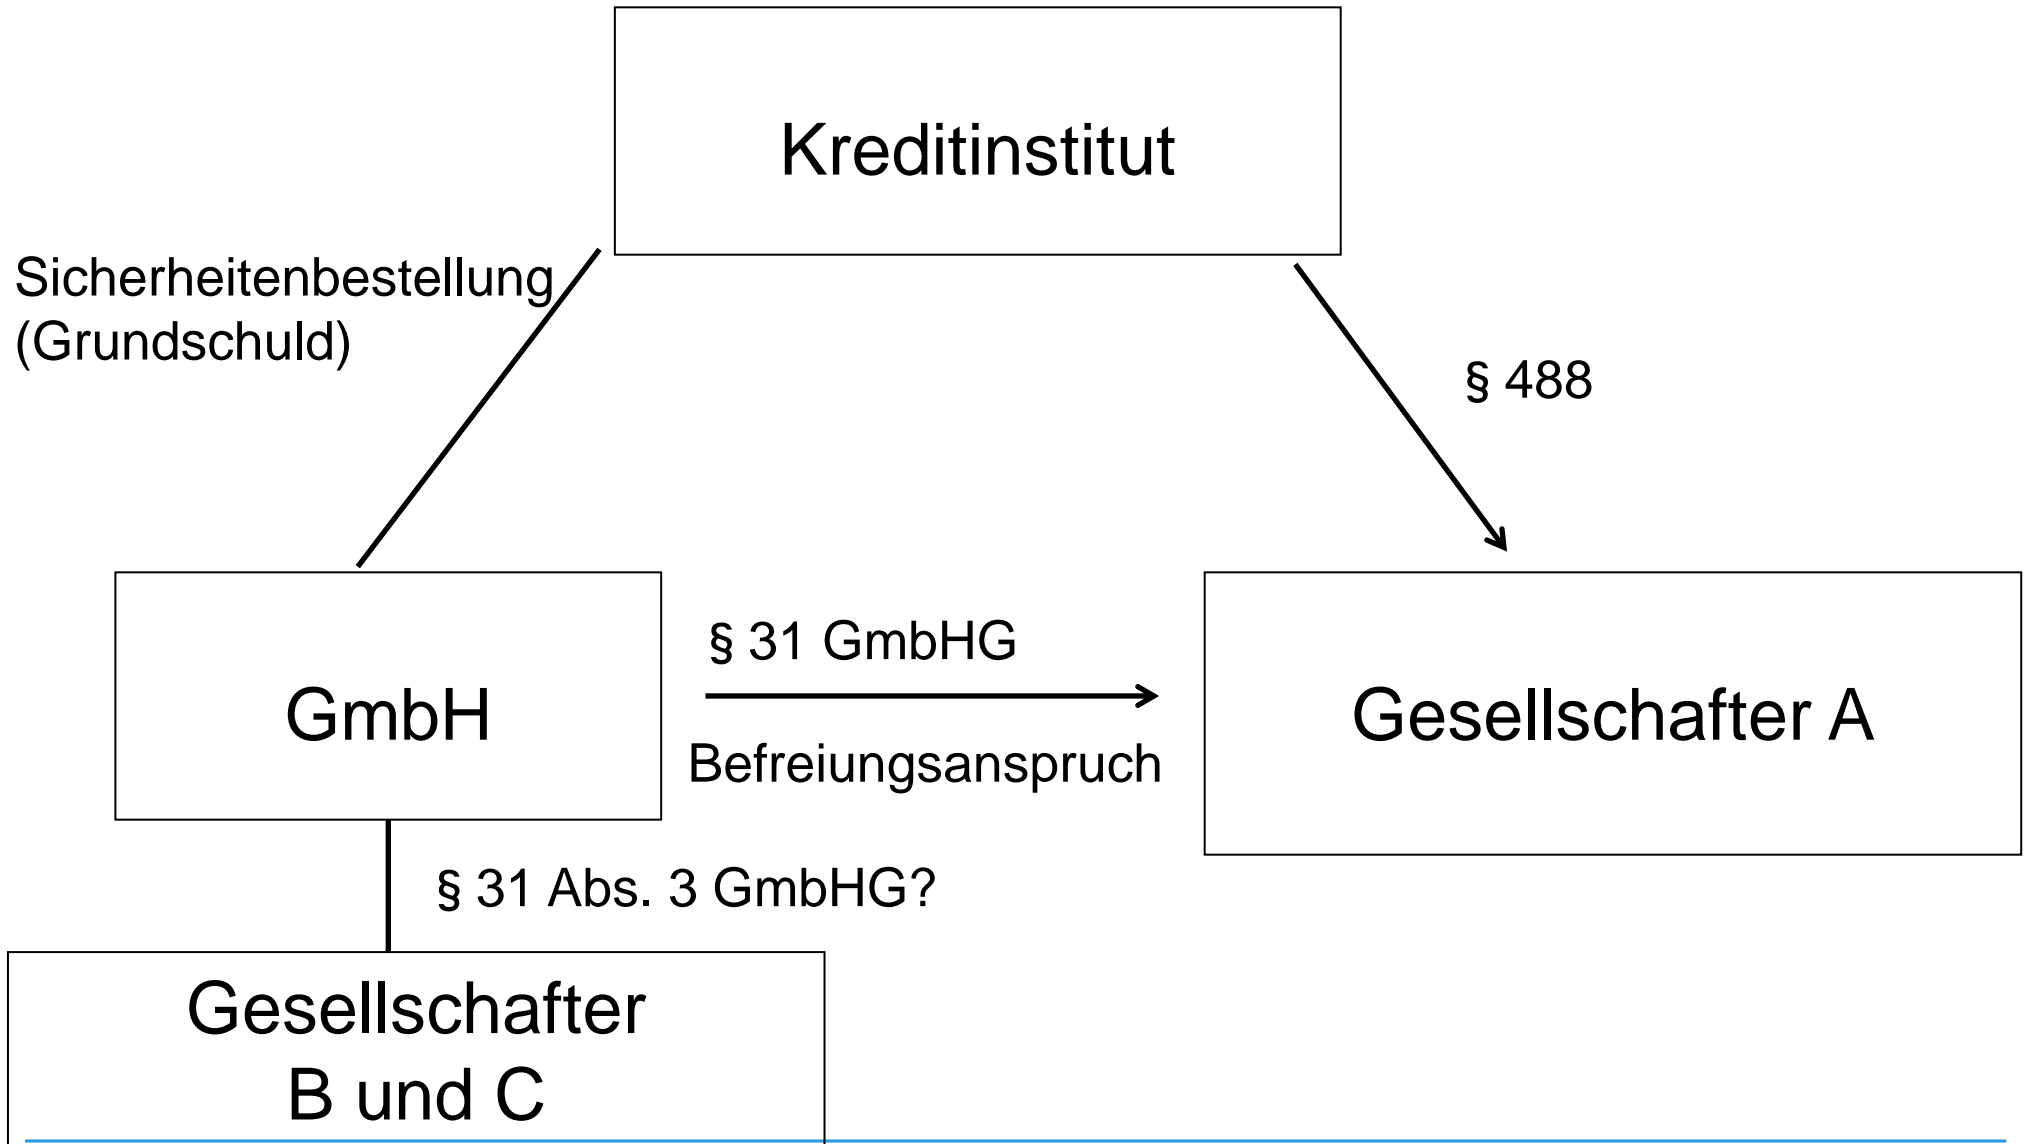 Kreditinstitut
Sicherheitenbestellung
(Grundschuld)
§ 488
§ 31 GmbHG
GmbH
Befreiungsanspruch
Gesellschafter A
§ 31 Abs. 3 GmbHG?
Gesellschafter
B und C